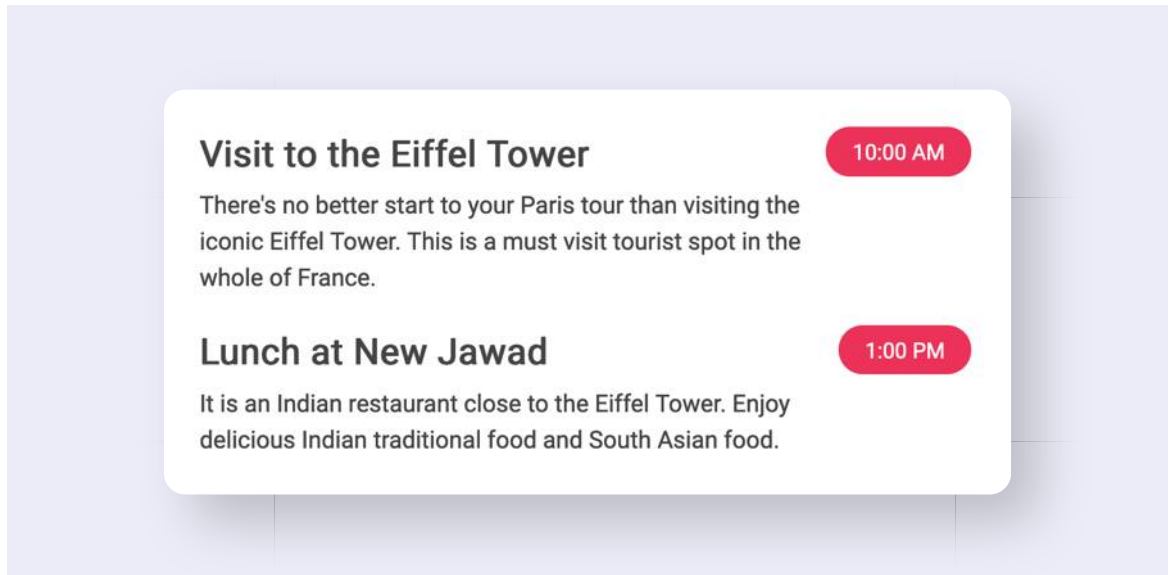 Visit to the Eiffel Tower
10:00 AM
There's no better start to your Paris tour than visiting the
iconic Eiffel Tower. This is a must visit tourist spot in the
whole of France.
Lunch at New Jawad
1:00 PM
It is an Indian restaurant close to the Eiffel Tower. Enjoy
delicious Indian traditional food and South Asian food.